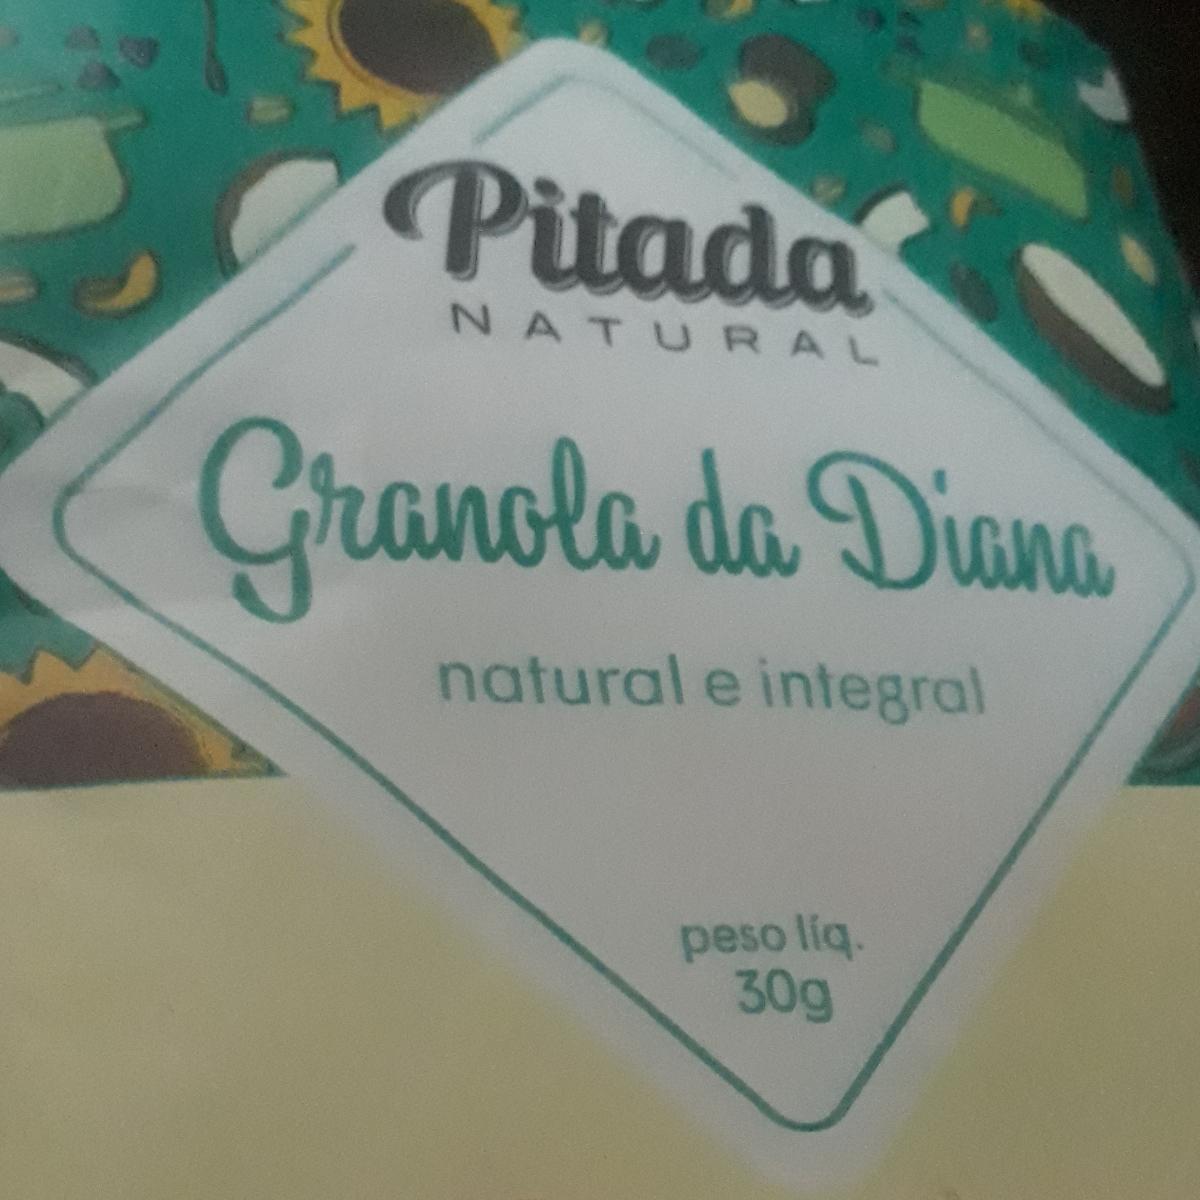 Pitada
NATURAL
Granola da Diana
natural e integral
peso líq.
30g